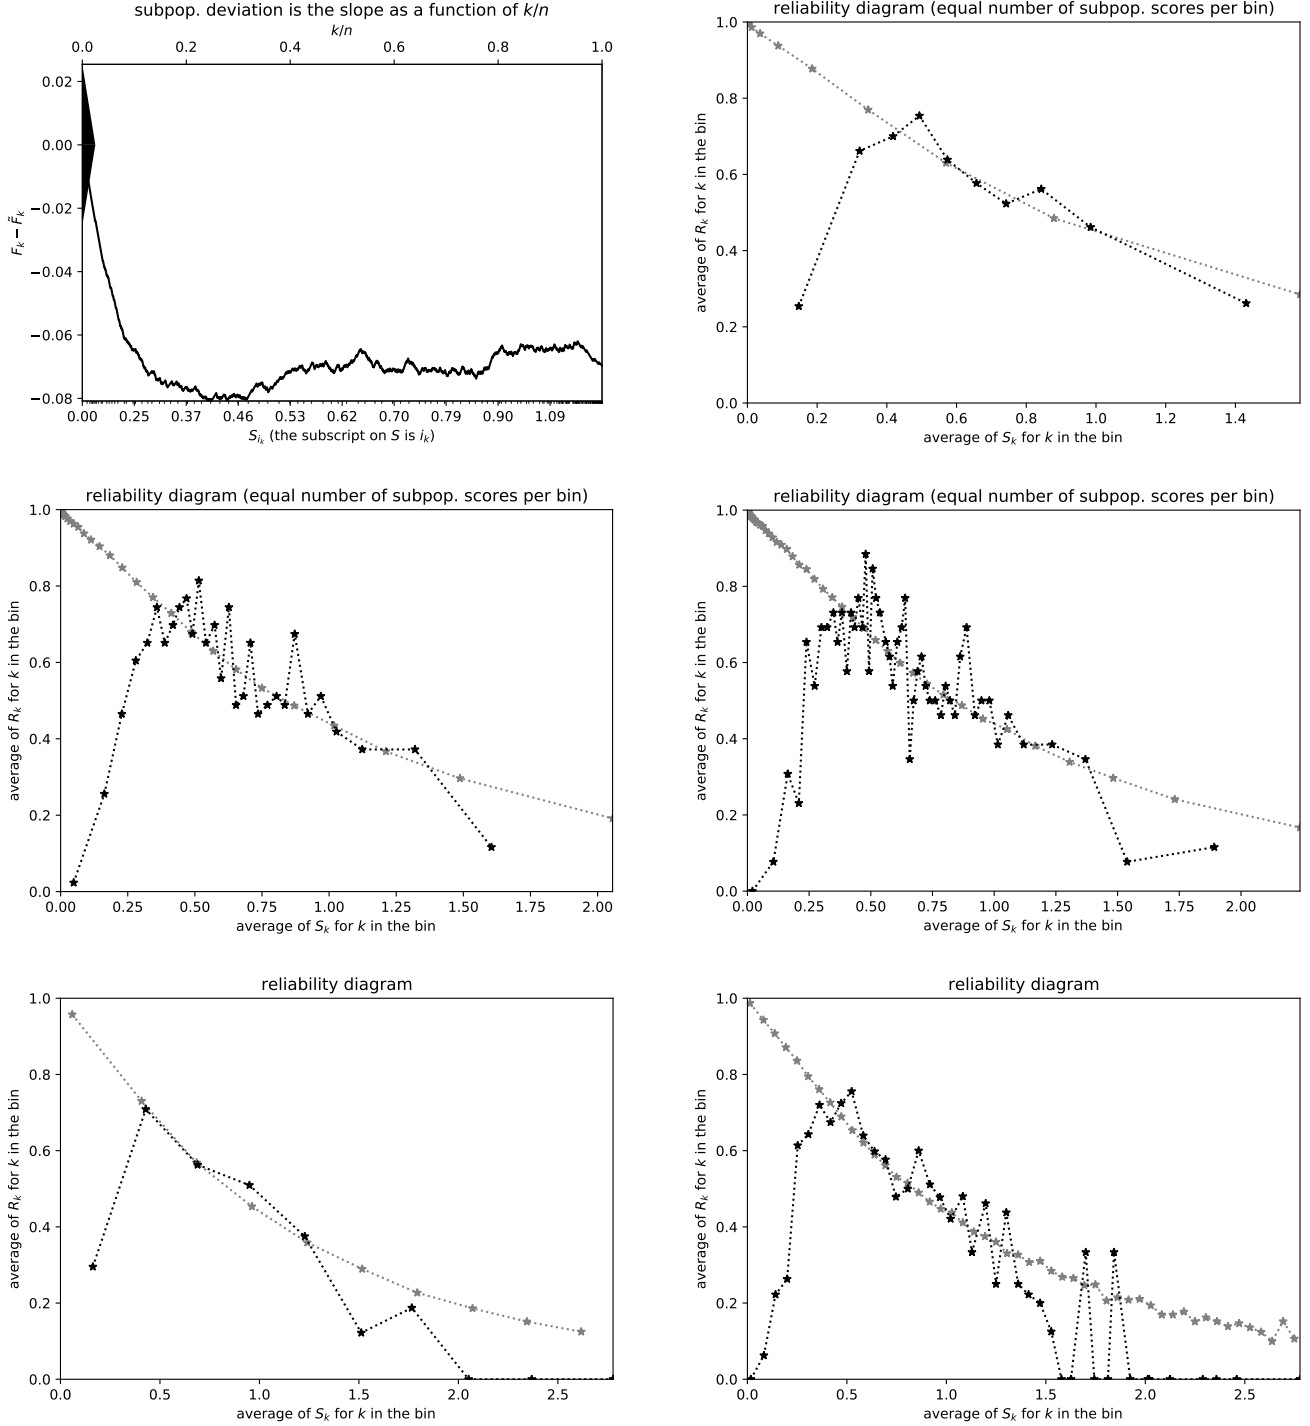 subpop. deviation is the slope as a function of k/n
k/n
0.0 0.2 0.4 0.6 0.8 1.0
0.02
0.00
−0.02
−0.04
−0.06
−0.08
F_k − F̃_k
0.00 0.25 0.37 0.46 0.53 0.62 0.70 0.79 0.90 1.09
S_{i_k} (the subscript on S is i_k)
reliability diagram (equal number of subpop. scores per bin)
1.0
0.8
0.6
0.4
0.2
0.0
average of R_k for k in the bin
0.0 0.2 0.4 0.6 0.8 1.0 1.2 1.4
average of S_k for k in the bin
reliability diagram (equal number of subpop. scores per bin)
1.0
0.8
0.6
0.4
0.2
0.0
average of R_k for k in the bin
0.00 0.25 0.50 0.75 1.00 1.25 1.50 1.75 2.00
average of S_k for k in the bin
reliability diagram (equal number of subpop. scores per bin)
1.0
0.8
0.6
0.4
0.2
0.0
average of R_k for k in the bin
0.00 0.25 0.50 0.75 1.00 1.25 1.50 1.75 2.00
average of S_k for k in the bin
reliability diagram
1.0
0.8
0.6
0.4
0.2
0.0
average of R_k for k in the bin
0.0 0.5 1.0 1.5 2.0 2.5
average of S_k for k in the bin
reliability diagram
1.0
0.8
0.6
0.4
0.2
0.0
average of R_k for k in the bin
0.0 0.5 1.0 1.5 2.0 2.5
average of S_k for k in the bin